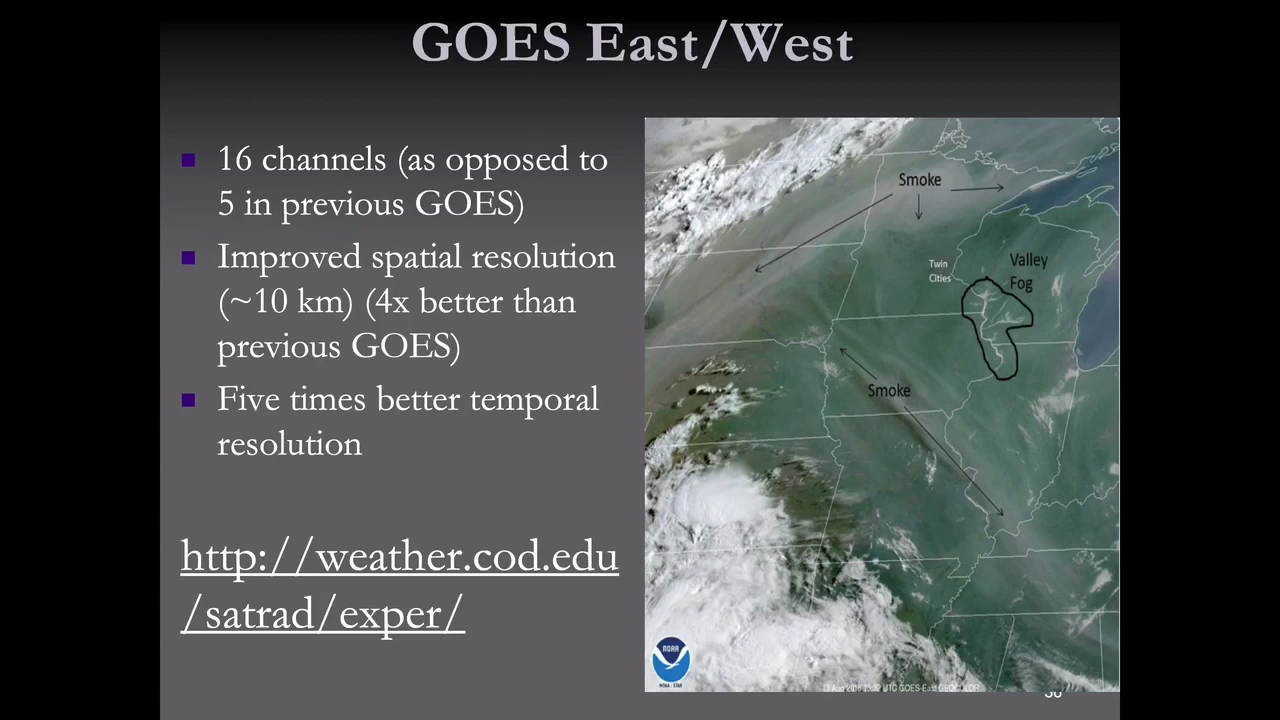 GOES East/West
16 channels (as opposed to
5 in previous GOES)
Improved spatial resolution
(~10 km) (4x better than
previous GOES)
Five times better temporal
resolution
http://weather.cod.edu
/satrad/exper/
Smoke
Twin
Cities
Valley
Fog
Smoke
NOAA